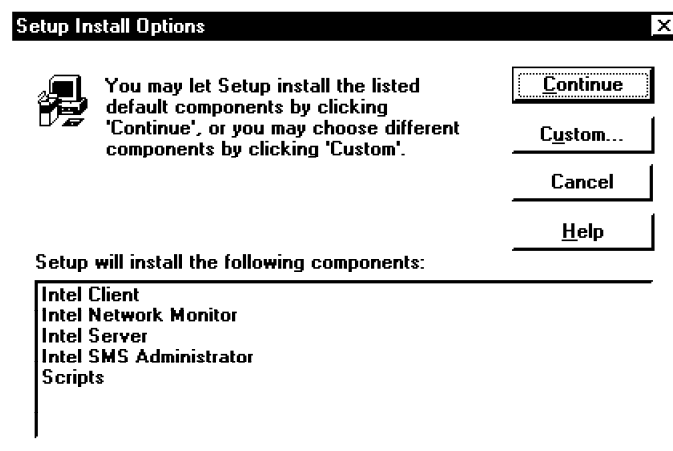 Setup Install Options
You may let Setup install the listed
default components by clicking
'Continue', or you may choose different
components by clicking 'Custom'.
Continue
Custom...
Cancel
Help
Setup will install the following components:
Intel Client
Intel Network Monitor
Intel Server
Intel SMS Administrator
Scripts